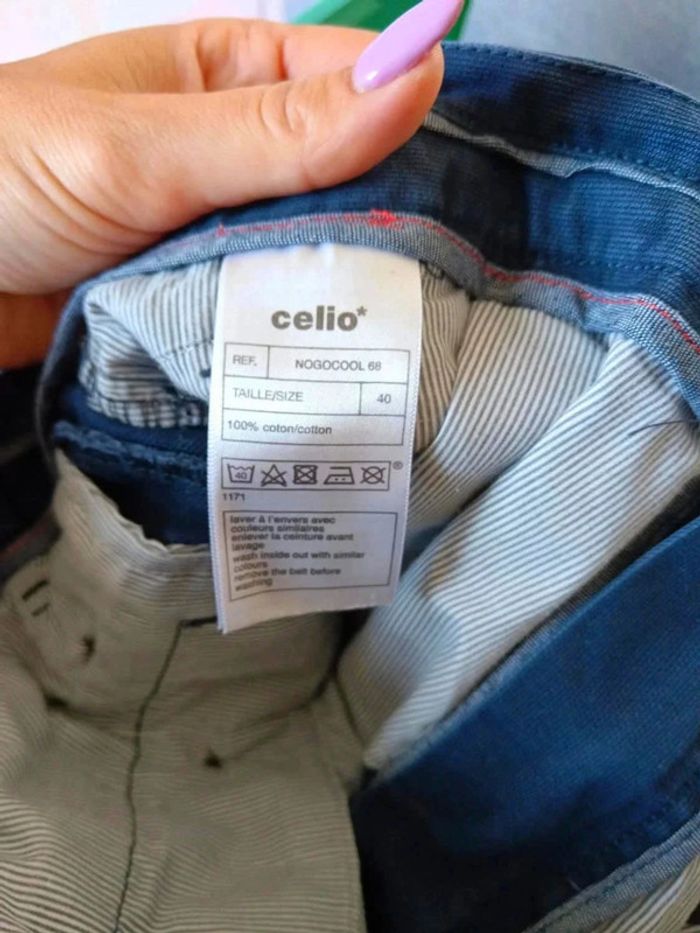 celio*
REF. NOGOCOOL 68
TAILLE/SIZE 40
100% coton/cotton
40
®
1171
laver à l'envers avec
couleurs similaires
enlever la ceinture avant
lavage
wash inside out with similar
colours
remove the belt before
washing